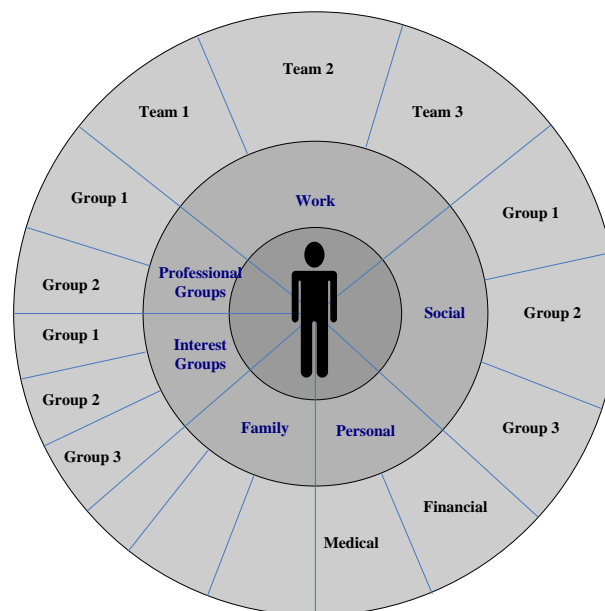 Team 2
Team 1
Team 3
Group 1
Work
Group 1
Professional
Groups
Group 2
Social
Group 2
Group 1
Interest
Groups
Group 2
Family
Personal
Group 3
Group 3
Financial
Medical